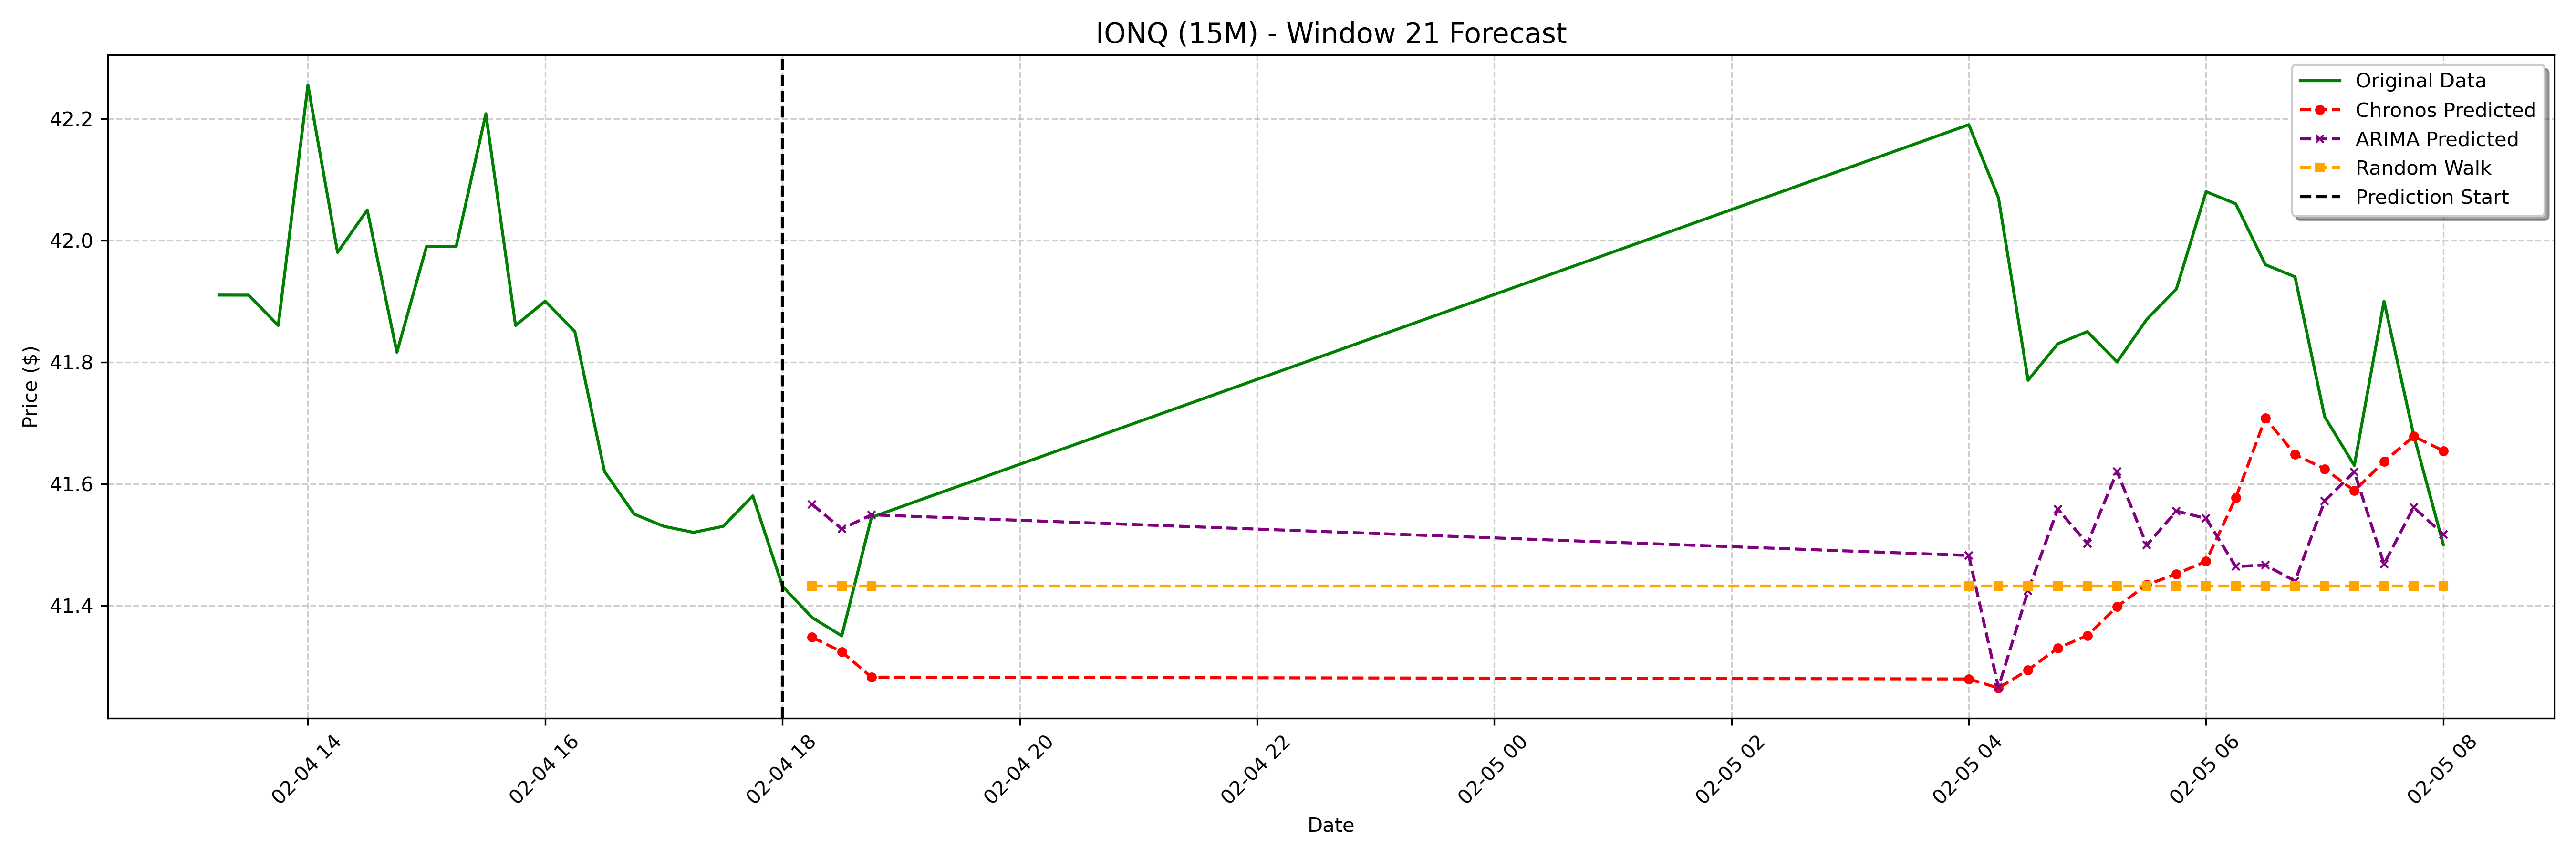 IONQ (15M) - Window 21 Forecast
Original Data
Chronos Predicted
ARIMA Predicted
Random Walk
Prediction Start
Price ($)
42.2
42.0
41.8
41.6
41.4
02-04 14
02-04 16
02-04 18
02-04 20
02-04 22
02-05 00
02-05 02
02-05 04
02-05 06
02-05 08
Date